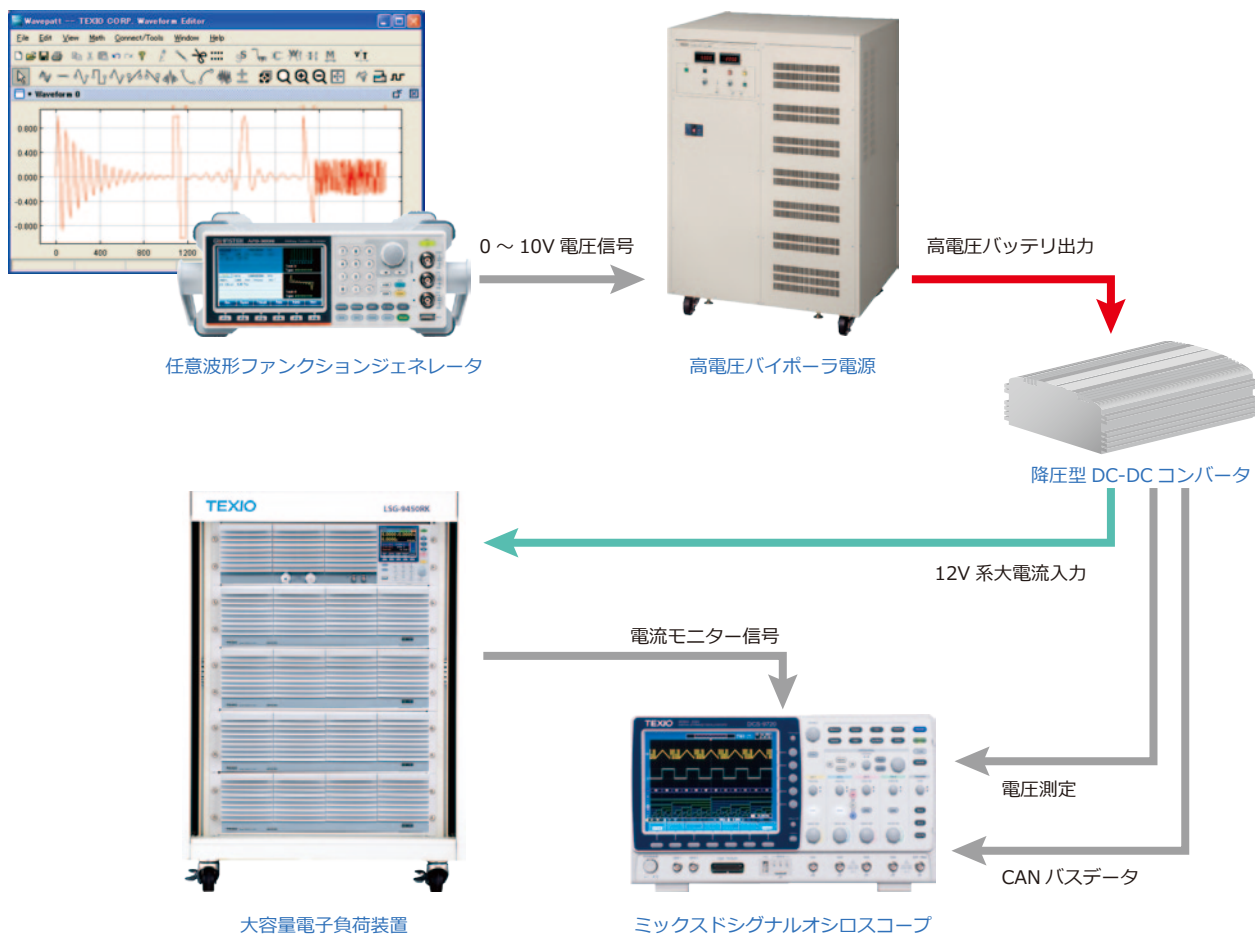 Wavepatt -- TEXIO CORP. Waveform Editor
File Edit View Math Connect/Tools Window Help
Waveform 0
0.800
0.400
-0.00
-0.400
-0.800
0 400 800 1200
0 ～ 10V 電圧信号
高電圧バッテリ出力
任意波形ファンクションジェネレータ
高電圧バイポーラ電源
降圧型 DC-DC コンバータ
TEXIO
LSG-9450RK
12V 系大電流入力
電流モニター信号
TEXIO
DCS-9720
電圧測定
CAN バスデータ
大容量電子負荷装置
ミックスドシグナルオシロスコープ